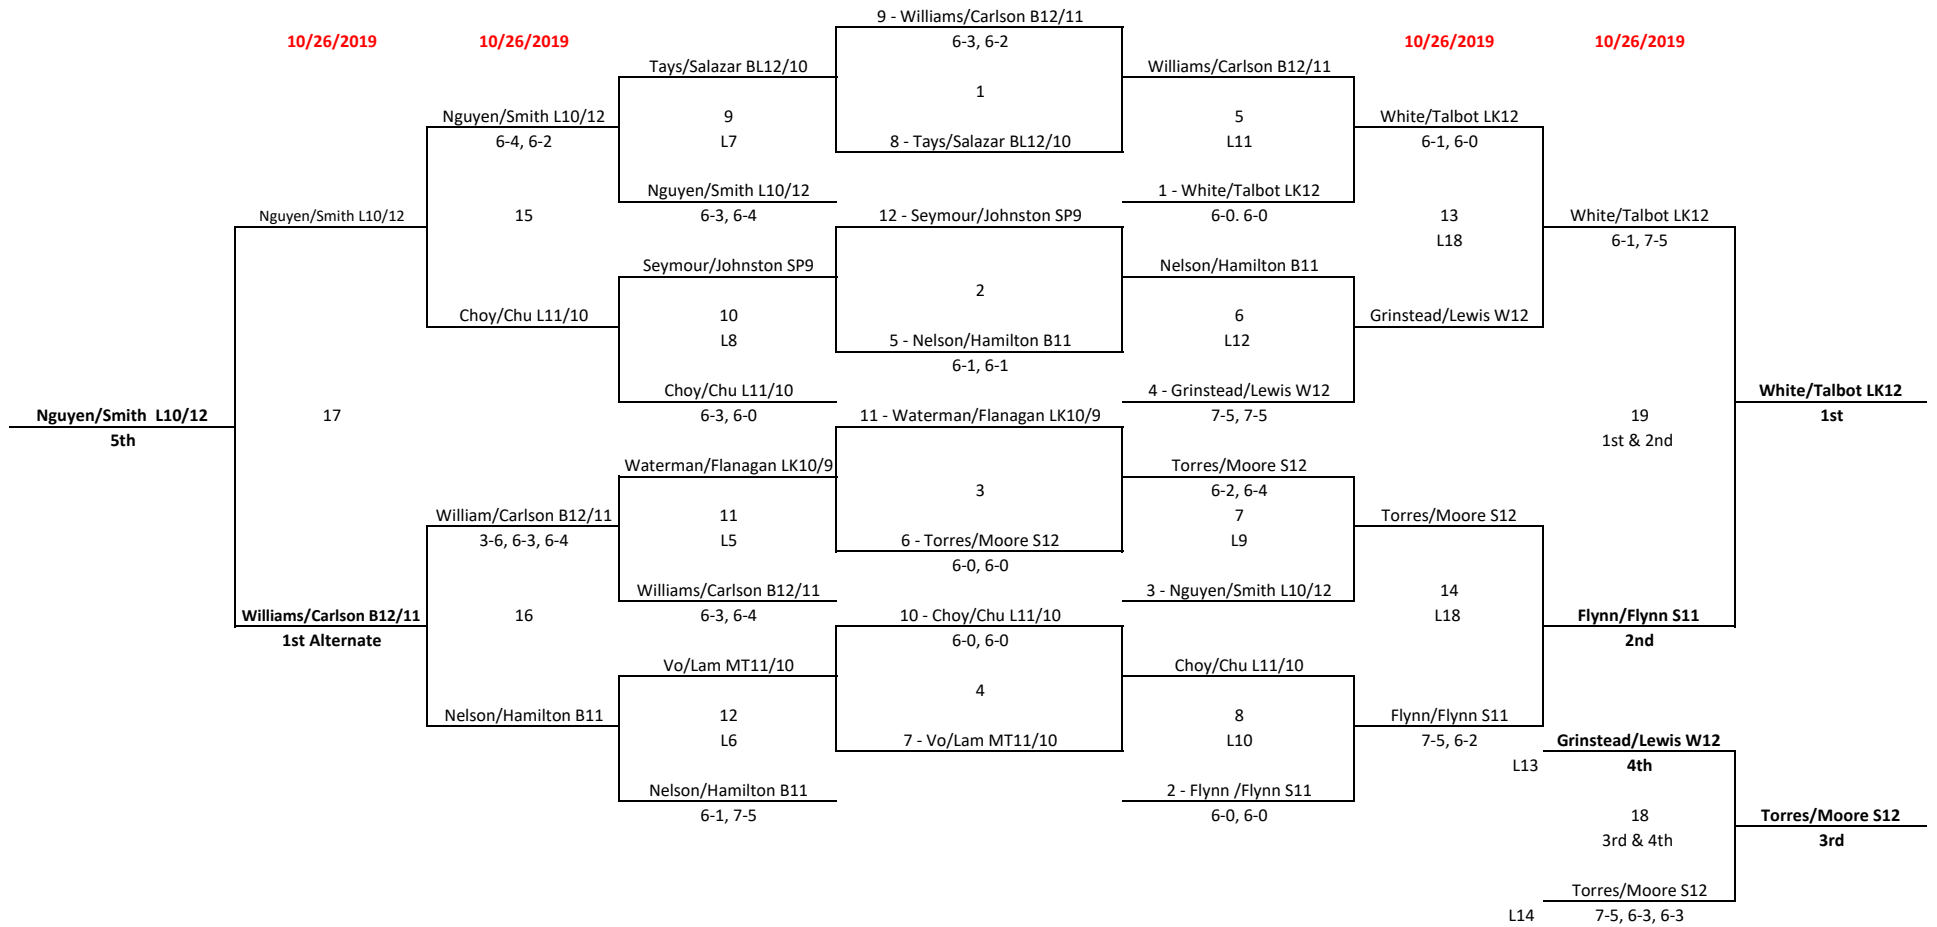 9 - Williams/Carlson B12/11
10/26/2019
10/26/2019
6-3, 6-2
10/26/2019
10/26/2019
Tays/Salazar BL12/10
Williams/Carlson B12/11
1
Nguyen/Smith L10/12
9
5
White/Talbot LK12
6-4, 6-2
L7
8 - Tays/Salazar BL12/10
L11
6-1, 6-0
Nguyen/Smith L10/12
1 - White/Talbot LK12
Nguyen/Smith L10/12
15
6-3, 6-4
12 - Seymour/Johnston SP9
6-0. 6-0
13
White/Talbot LK12
L18
6-1, 7-5
Seymour/Johnston SP9
Nelson/Hamilton B11
2
Choy/Chu L11/10
10
6
Grinstead/Lewis W12
L8
5 - Nelson/Hamilton B11
L12
6-1, 6-1
Choy/Chu L11/10
4 - Grinstead/Lewis W12
White/Talbot LK12
Nguyen/Smith  L10/12
17
6-3, 6-0
11 - Waterman/Flanagan LK10/9
7-5, 7-5
19
1st
5th
1st & 2nd
Waterman/Flanagan LK10/9
Torres/Moore S12
3
6-2, 6-4
William/Carlson B12/11
11
7
Torres/Moore S12
3-6, 6-3, 6-4
L5
6 - Torres/Moore S12
L9
6-0, 6-0
Williams/Carlson B12/11
3 - Nguyen/Smith L10/12
14
Williams/Carlson B12/11
16
6-3, 6-4
10 - Choy/Chu L11/10
L18
Flynn/Flynn S11
1st Alternate
6-0, 6-0
2nd
Vo/Lam MT11/10
Choy/Chu L11/10
4
Nelson/Hamilton B11
12
8
Flynn/Flynn S11
L6
7 - Vo/Lam MT11/10
L10
7-5, 6-2
Grinstead/Lewis W12
L13
4th
Nelson/Hamilton B11
2 - Flynn /Flynn S11
6-1, 7-5
6-0, 6-0
18
Torres/Moore S12
3rd & 4th
3rd
Torres/Moore S12
L14
7-5, 6-3, 6-3